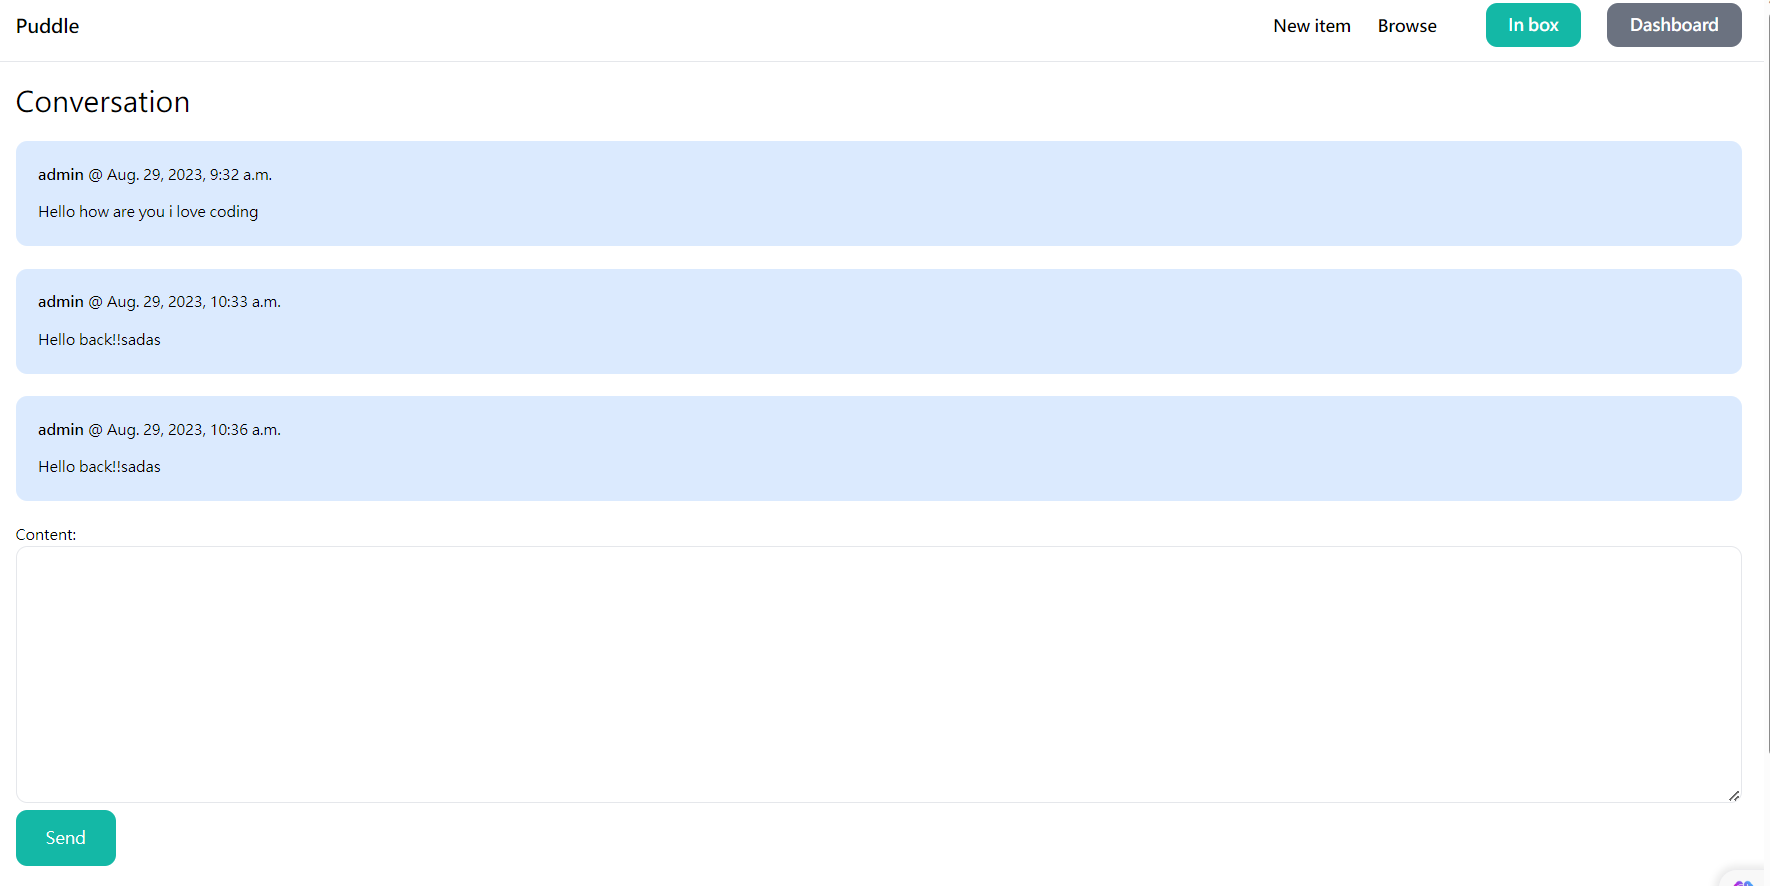 Puddle New item Browse In box Dashboard
Conversation
admin @ Aug. 29, 2023, 9:32 a.m.
Hello how are you i love coding
admin @ Aug. 29, 2023, 10:33 a.m.
Hello back!!sadas
admin @ Aug. 29, 2023, 10:36 a.m.
Hello back!!sadas
Content:
Send